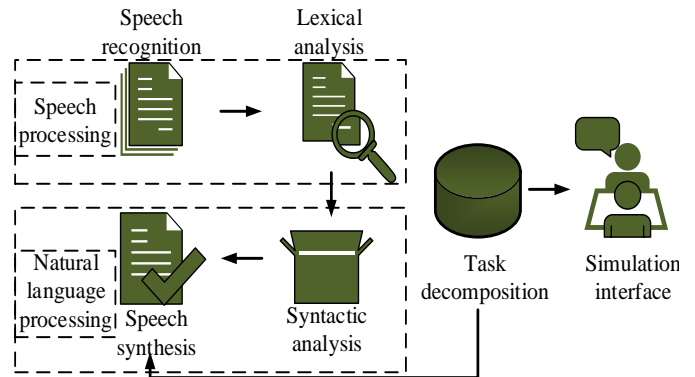 Speech
recognition
Lexical
analysis
Speech
processing
Natural
language
processing
Speech
synthesis
Syntactic
analysis
Task
decomposition
Simulation
interface